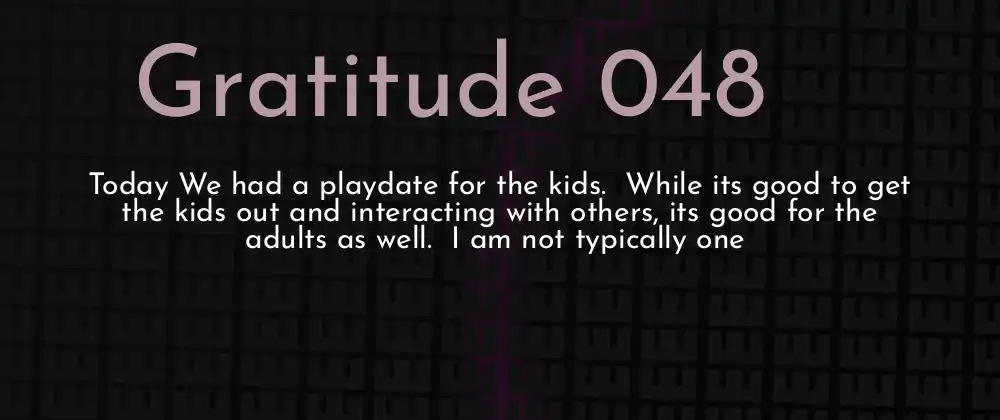 Gratitude 048
Today We had a playdate for the kids.  While its good to get
the kids out and interacting with others, its good for the
adults as well.  I am not typically one